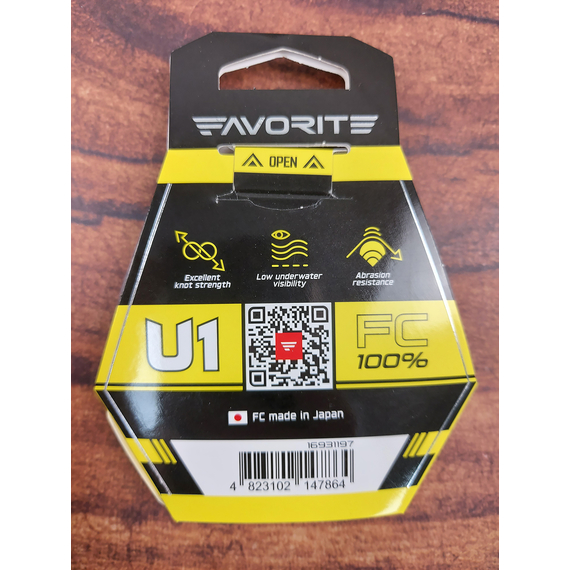 FAVORITE
OPEN
Excellent
knot strength
Low underwater
visibility
Abrasion
resistance
U1
FC
100%
FC made in Japan
16931197
4 823102 147864